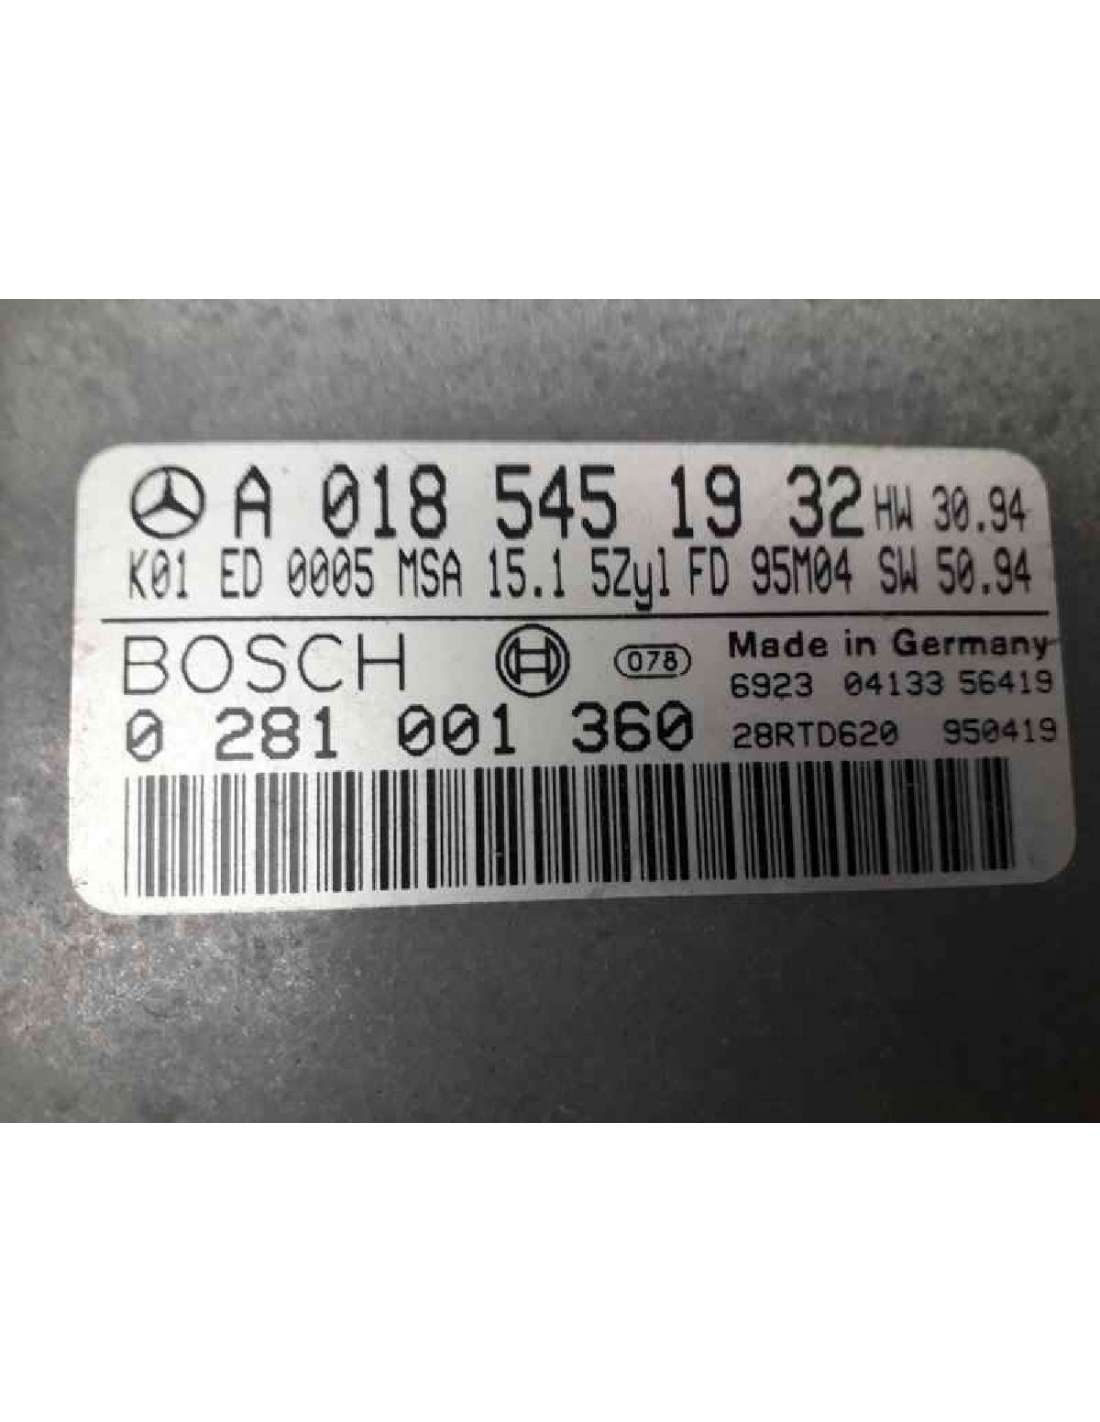 A 018 545 19 32 HW 30.94
K01 ED 0005 MSA 15.1 5Zyl FD 95M04 SW 50.94
BOSCH 078 Made in Germany
6923 04133 56419
0 281 001 360 28RTD620 950419